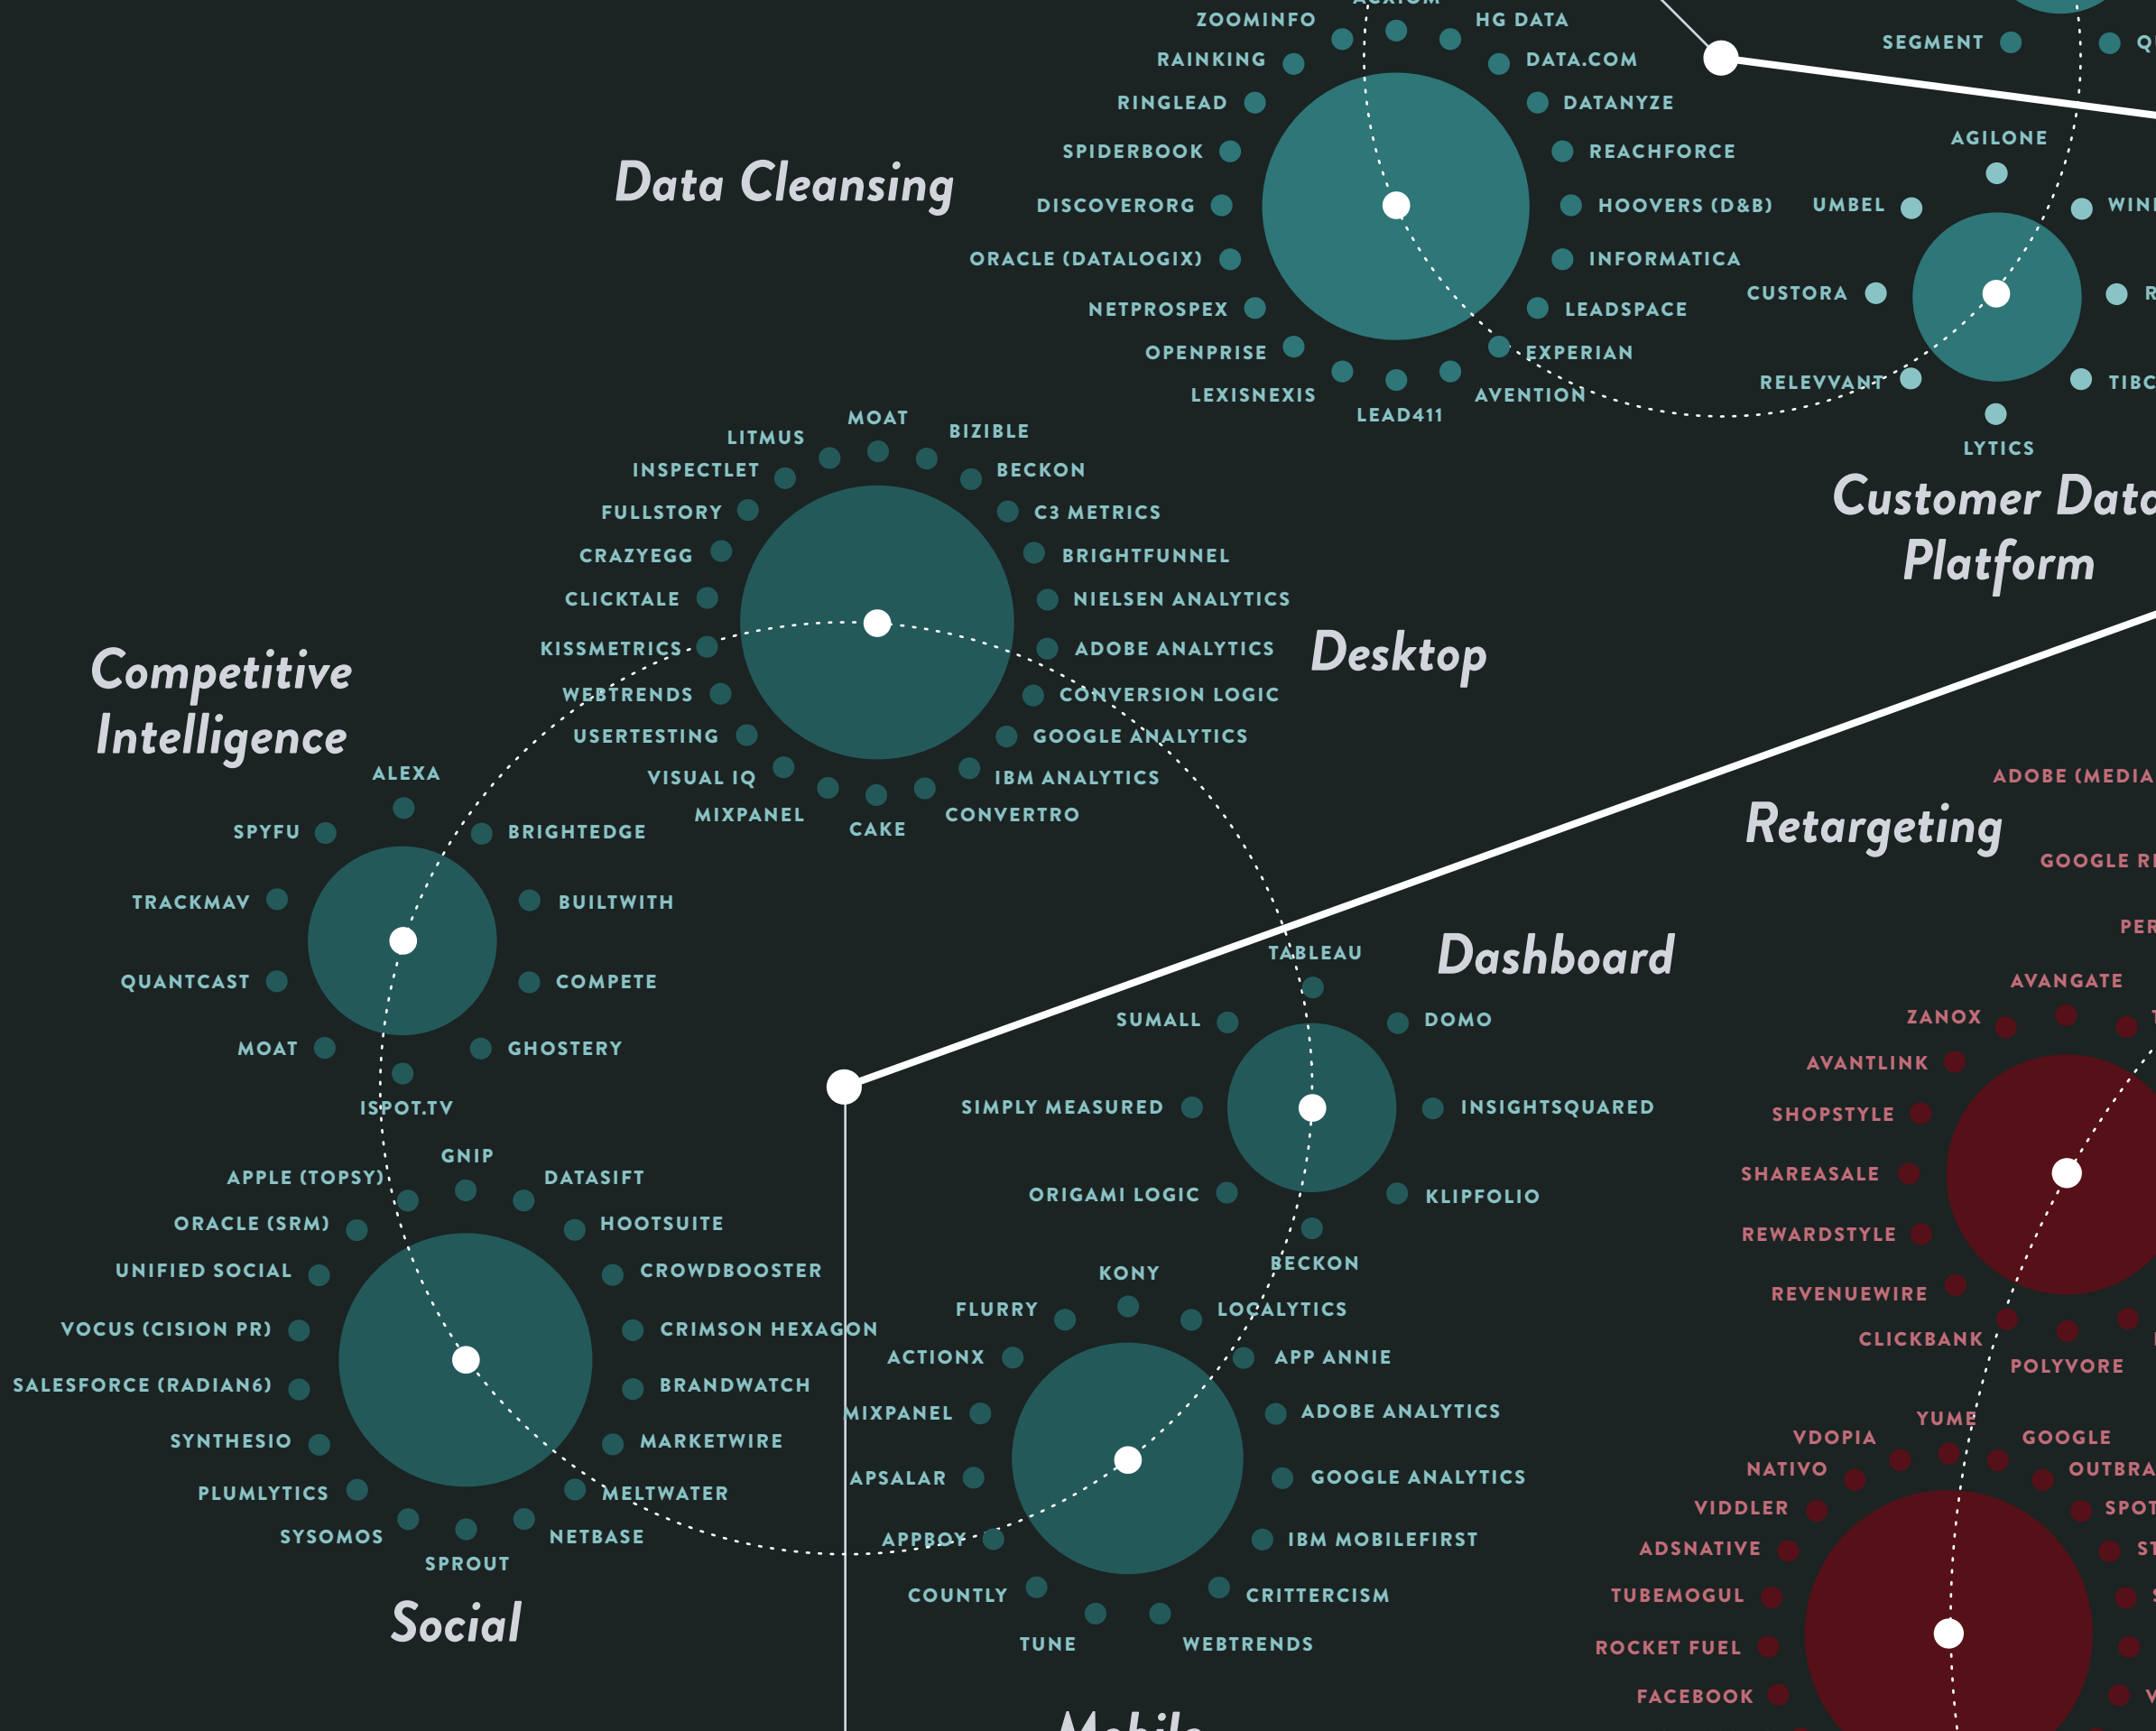 ZOOMINFO
HG DATA
RAINKING
DATA.COM
RINGLEAD
DATANYZE
SPIDERBOOK
REACHFORCE
DISCOVERORG
HOOVERS (D&B)
ORACLE (DATALOGIX)
INFORMATICA
NETPROSPEX
LEADSPACE
OPENPRISE
EXPERIAN
LEXISNEXIS
AVENTION
LEAD411
Data Cleansing
SEGMENT
AGILONE
UMBEL
CUSTORA
RELEVVANT
LYTICS
Customer Data
Platform
MOAT
LITMUS
BIZIBLE
INSPECTLET
BECKON
FULLSTORY
C3 METRICS
CRAZYEGG
BRIGHTFUNNEL
CLICKTALE
NIELSEN ANALYTICS
KISSMETRICS
ADOBE ANALYTICS
WEBTRENDS
CONVERSION LOGIC
USERTESTING
GOOGLE ANALYTICS
VISUAL IQ
IBM ANALYTICS
MIXPANEL
CONVERTRO
CAKE
Desktop
Competitive
Intelligence
ALEXA
SPYFU
BRIGHTEDGE
TRACKMAV
BUILTWITH
QUANTCAST
COMPETE
MOAT
GHOSTERY
ISPOT.TV
Dashboard
TABLEAU
SUMALL
DOMO
SIMPLY MEASURED
INSIGHTSQUARED
ORIGAMI LOGIC
KLIPFOLIO
BECKON
GNIP
APPLE (TOPSY)
DATASIFT
ORACLE (SRM)
HOOTSUITE
UNIFIED SOCIAL
CROWDBOOSTER
VOCUS (CISION PR)
CRIMSON HEXAGON
SALESFORCE (RADIAN6)
BRANDWATCH
SYNTHESIO
MARKETWIRE
PLUMLYTICS
MELTWATER
SYSOMOS
NETBASE
SPROUT
Social
KONY
FLURRY
LOCALYTICS
ACTIONX
APP ANNIE
MIXPANEL
ADOBE ANALYTICS
APSALAR
GOOGLE ANALYTICS
APPBOY
IBM MOBILEFIRST
COUNTLY
CRITTERCISM
TUNE
WEBTRENDS
Mobile
Retargeting
ADOBE (MEDIA
GOOGLE
AVANGATE
ZANOX
AVANTLINK
SHOPSTYLE
SHAREASALE
REWARDSTYLE
REVENUEWIRE
CLICKBANK
POLYVORE
YUME
VDOPIA
GOOGLE
NATIVO
VIDDLER
ADSNATIVE
TUBEMOGUL
ROCKET FUEL
FACEBOOK